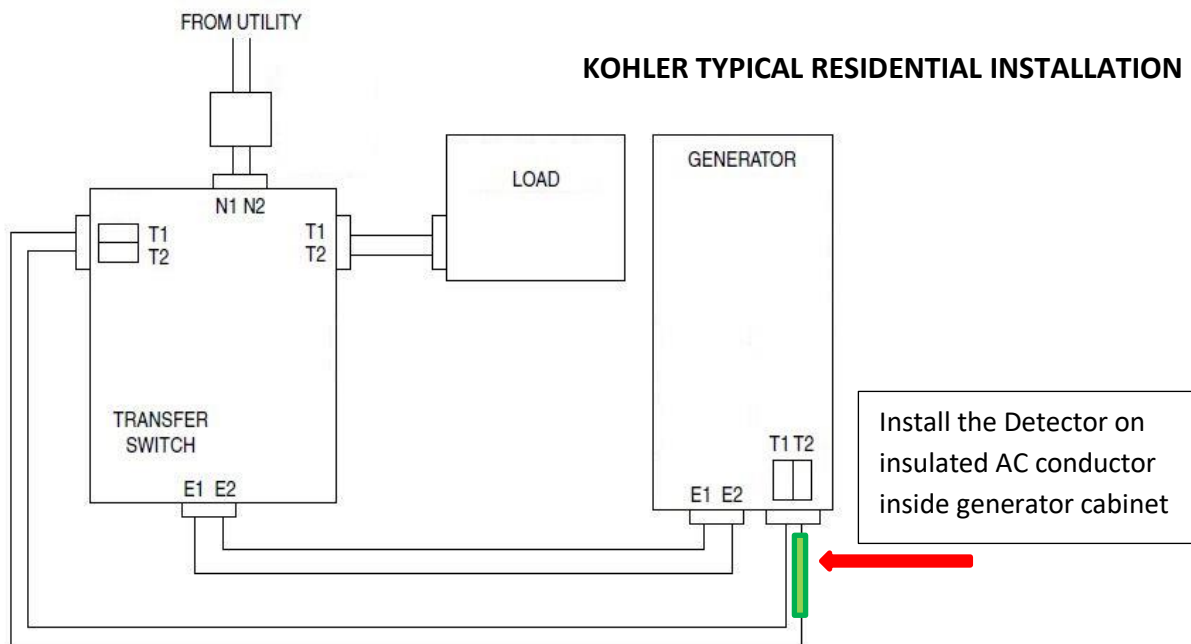 FROM UTILITY
KOHLER TYPICAL RESIDENTIAL INSTALLATION
N1 N2
T1
T2
T1
T2
LOAD
GENERATOR
TRANSFER
SWITCH
E1 E2
T1 T2
E1 E2
Install the Detector on
insulated AC conductor
inside generator cabinet